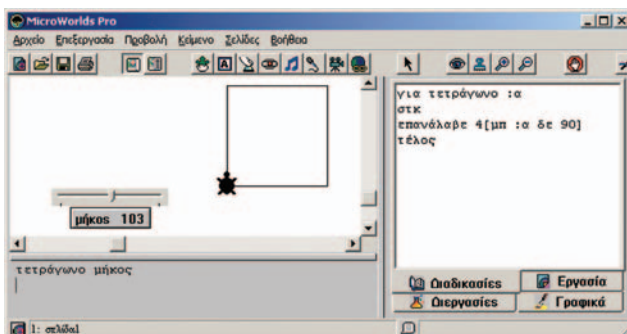 MicroWorlds Pro
Αρχείο Επεξεργασία Προβολή Κείμενο Σελίδες Βοήθεια
για τετράγωνο :α
στκ
επανάλαβε 4[μπ :α δε 90]
τέλος
μήκος 103
τετράγωνο μήκος
Διαδικασίες Εργασία
Διεργασίες Γραφικά
1: σελίδα1